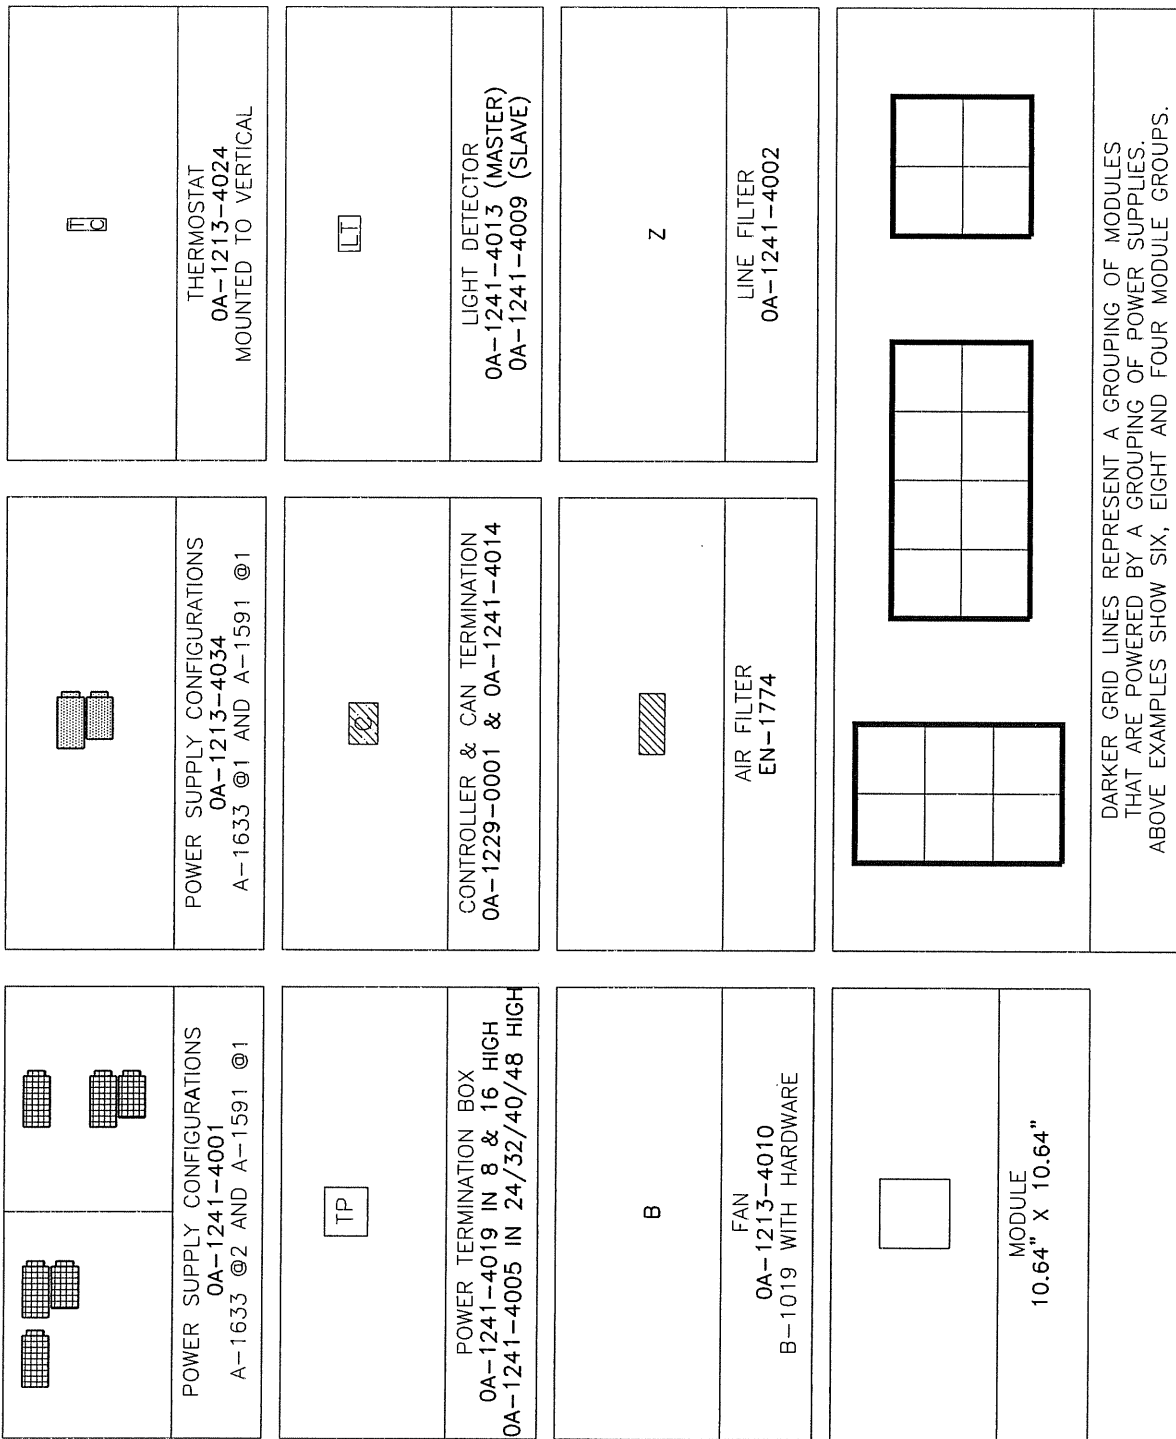 POWER SUPPLY CONFIGURATIONS
0A-1241-4001
A-1633 @2 AND A-1591 @1
POWER SUPPLY CONFIGURATIONS
0A-1213-4034
A-1633 @1 AND A-1591 @1
T
C
THERMOSTAT
0A-1213-4024
MOUNTED TO VERTICAL
TP
POWER TERMINATION BOX
0A-1241-4019 IN 8 & 16 HIGH
0A-1241-4005 IN 24/32/40/48 HIGH
C
CONTROLLER & CAN TERMINATION
0A-1229-0001 & 0A-1241-4014
LT
LIGHT DETECTOR
0A-1241-4013 (MASTER)
0A-1241-4009 (SLAVE)
B
FAN
0A-1213-4010
B-1019 WITH HARDWARE
AIR FILTER
EN-1774
Z
LINE FILTER
0A-1241-4002
MODULE
10.64" X 10.64"
DARKER GRID LINES REPRESENT A GROUPING OF MODULES
THAT ARE POWERED BY A GROUPING OF POWER SUPPLIES.
ABOVE EXAMPLES SHOW SIX, EIGHT AND FOUR MODULE GROUPS.